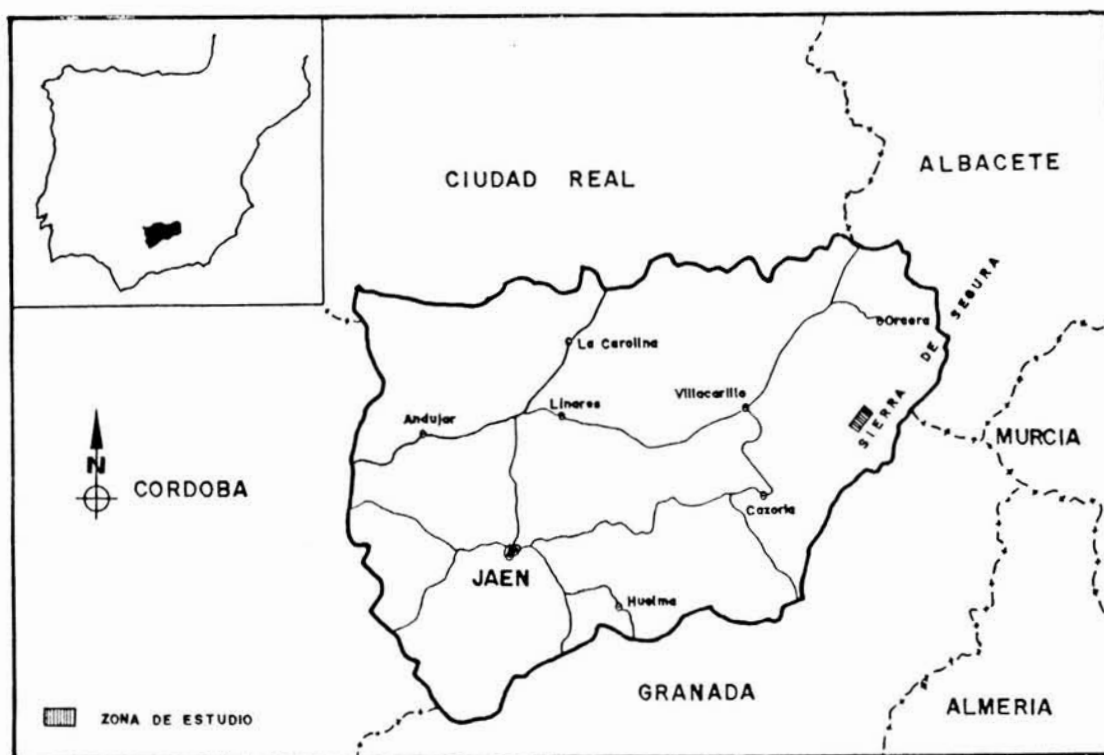 CIUDAD REAL
ALBACETE
SIERRA DE SEGURA
Orcera
La Carolina
Villacarillo
Linares
Andujar
MURCIA
N
CORDOBA
Cazorla
JAEN
Huelma
GRANADA
ALMERIA
ZONA DE ESTUDIO